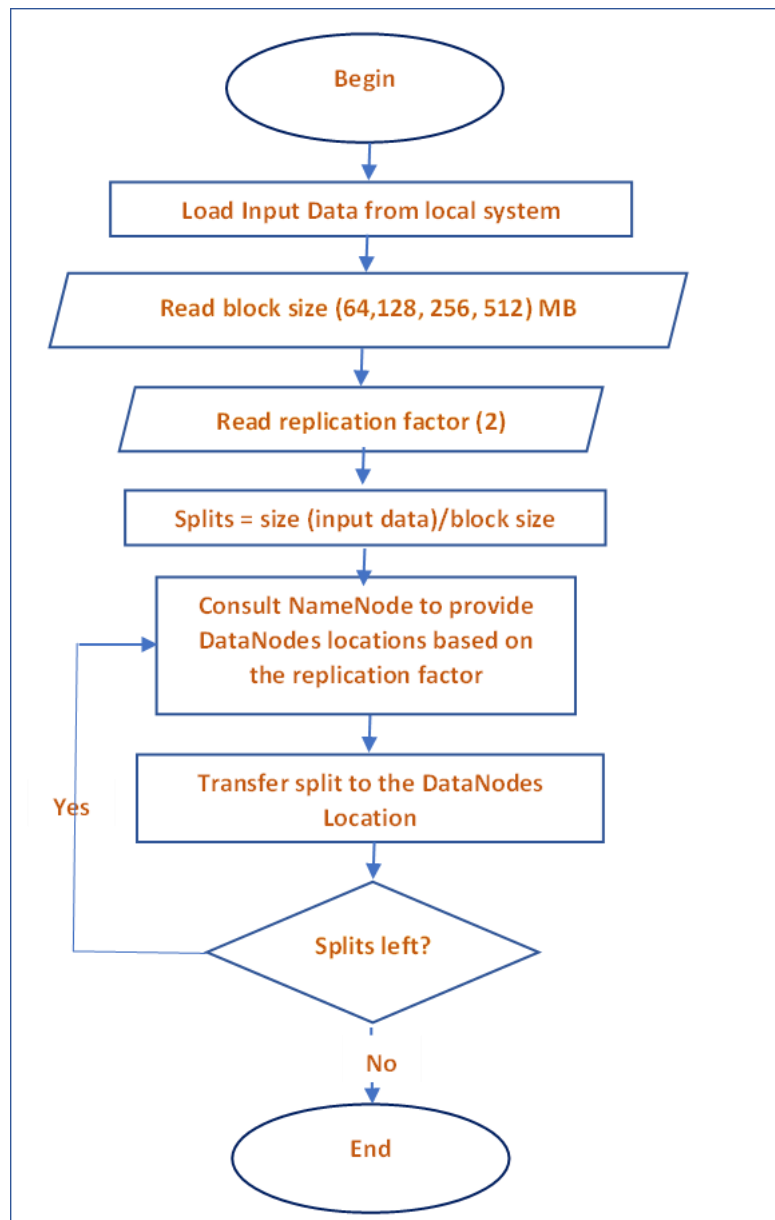 Begin
Load Input Data from local system
Read block size (64,128, 256, 512) MB
Read replication factor (2)
Splits = size (input data)/block size
Consult NameNode to provide
DataNodes locations based on
the replication factor
Transfer split to the DataNodes
Location
Yes
Splits left?
No
End